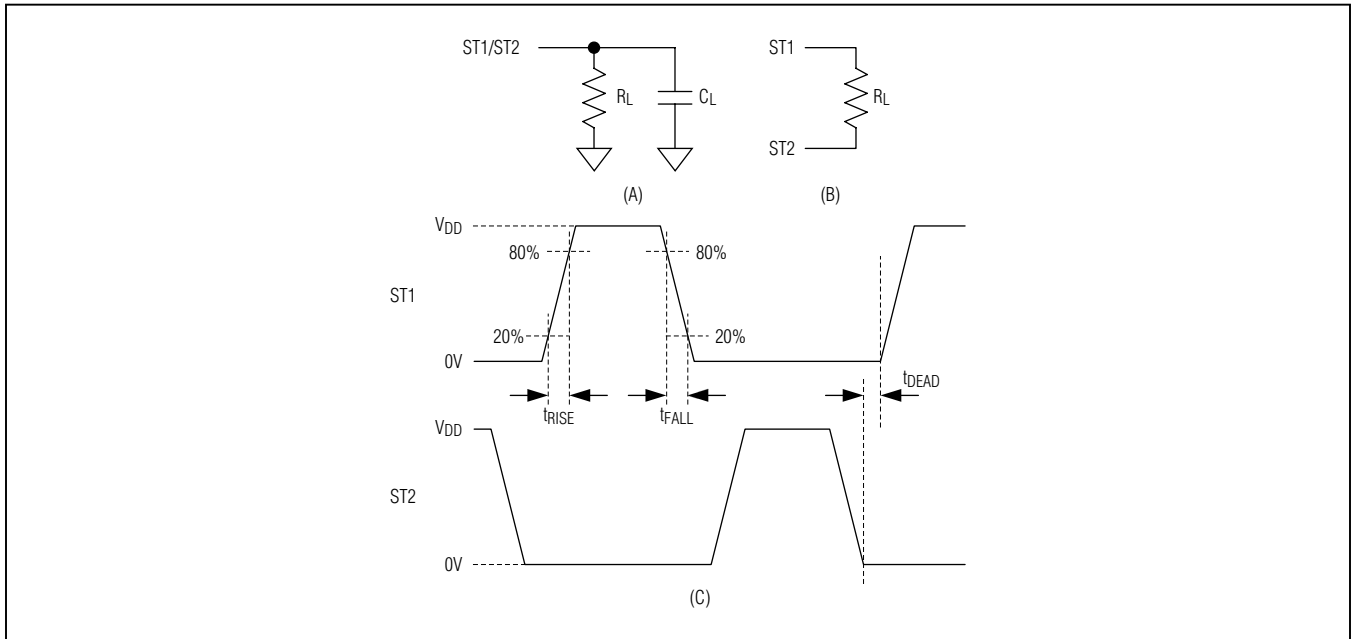 ST1/ST2
RL
CL
(A)
ST1
RL
ST2
(B)
VDD
80%
80%
ST1
20%
20%
0V
tRISE
tFALL
tDEAD
VDD
ST2
0V
(C)